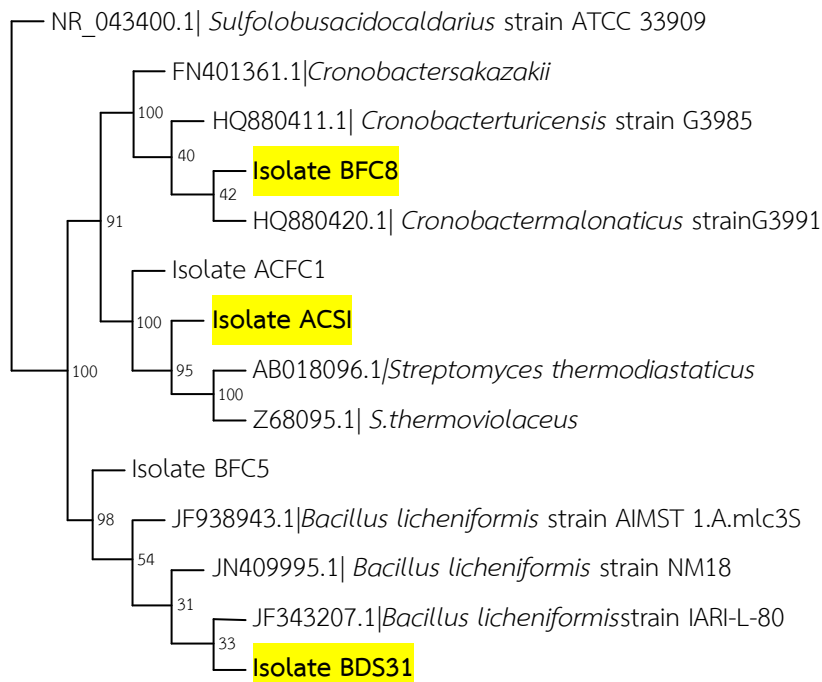 NR_043400.1| Sulfolobusacidocaldarius strain ATCC 33909
FN401361.1|Cronobactersakazakii
100
HQ880411.1| Cronobacterturicensis strain G3985
40
Isolate BFC8
42
HQ880420.1| Cronobactermalonaticus strainG3991
91
Isolate ACFC1
Isolate ACSI
100
AB018096.1|Streptomyces thermodiastaticus
100
95
100
Z68095.1| S.thermoviolaceus
Isolate BFC5
98
JF938943.1|Bacillus licheniformis strain AIMST 1.A.mlc3S
54
JN409995.1| Bacillus licheniformis strain NM18
31
JF343207.1|Bacillus licheniformisstrain IARI-L-80
33
Isolate BDS31